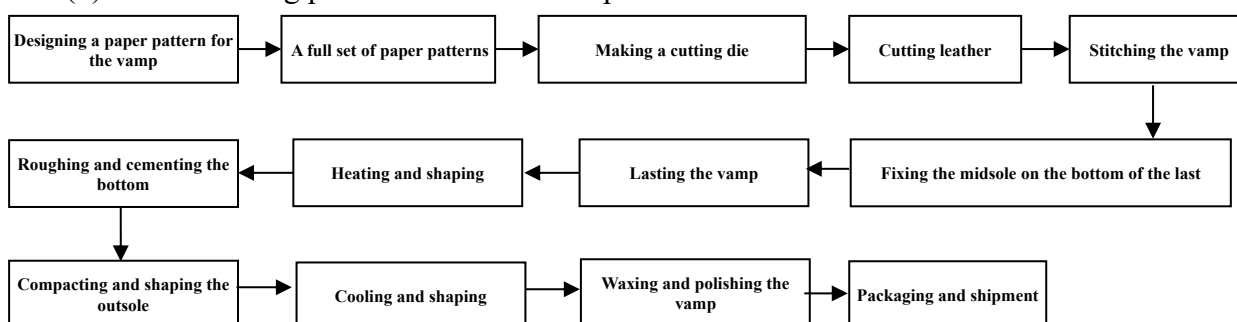 Designing a paper pattern for
the vamp
A full set of paper patterns
Making a cutting die
Cutting leather
Stitching the vamp
Fixing the midsole on the bottom of the last
Lasting the vamp
Heating and shaping
Roughing and cementing the
bottom
Compacting and shaping the
outsole
Cooling and shaping
Waxing and polishing the
vamp
Packaging and shipment